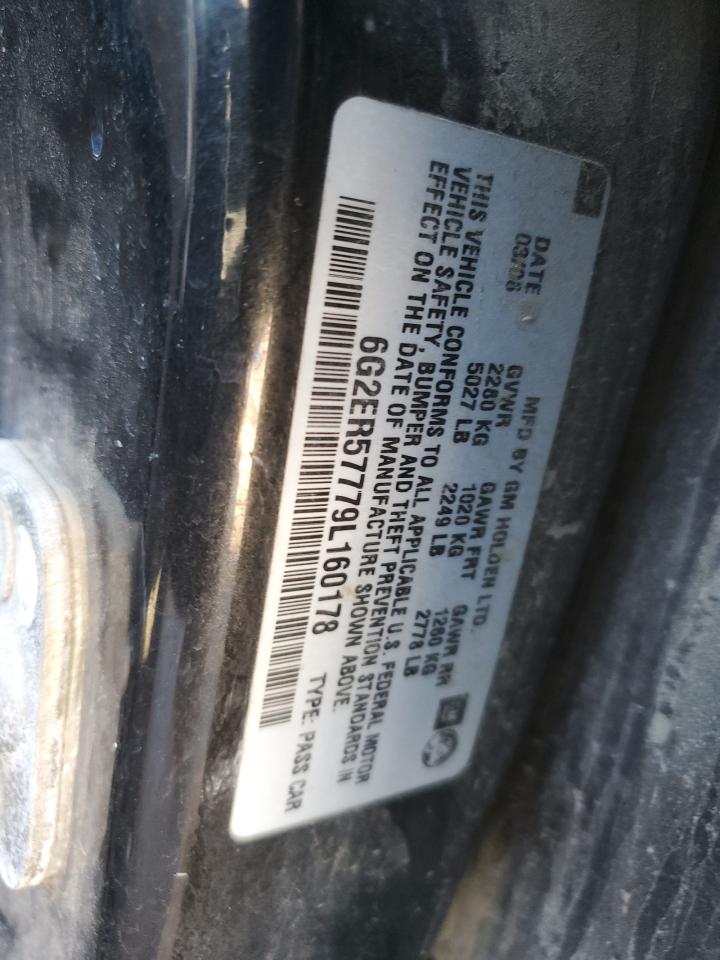 MFD BY GM HOLDEN LTD.
DATE GVWR GAWR FRT GAWR RR
03/08 2280 KG 1020 KG 1260 KG
5027 LB 2249 LB 2778 LB
THIS VEHICLE CONFORMS TO ALL APPLICABLE U.S. FEDERAL MOTOR
VEHICLE SAFETY, BUMPER AND THEFT PREVENTION STANDARDS IN
EFFECT ON THE DATE OF MANUFACTURE SHOWN ABOVE.
6G2ER57779L160178 TYPE: PASS CAR